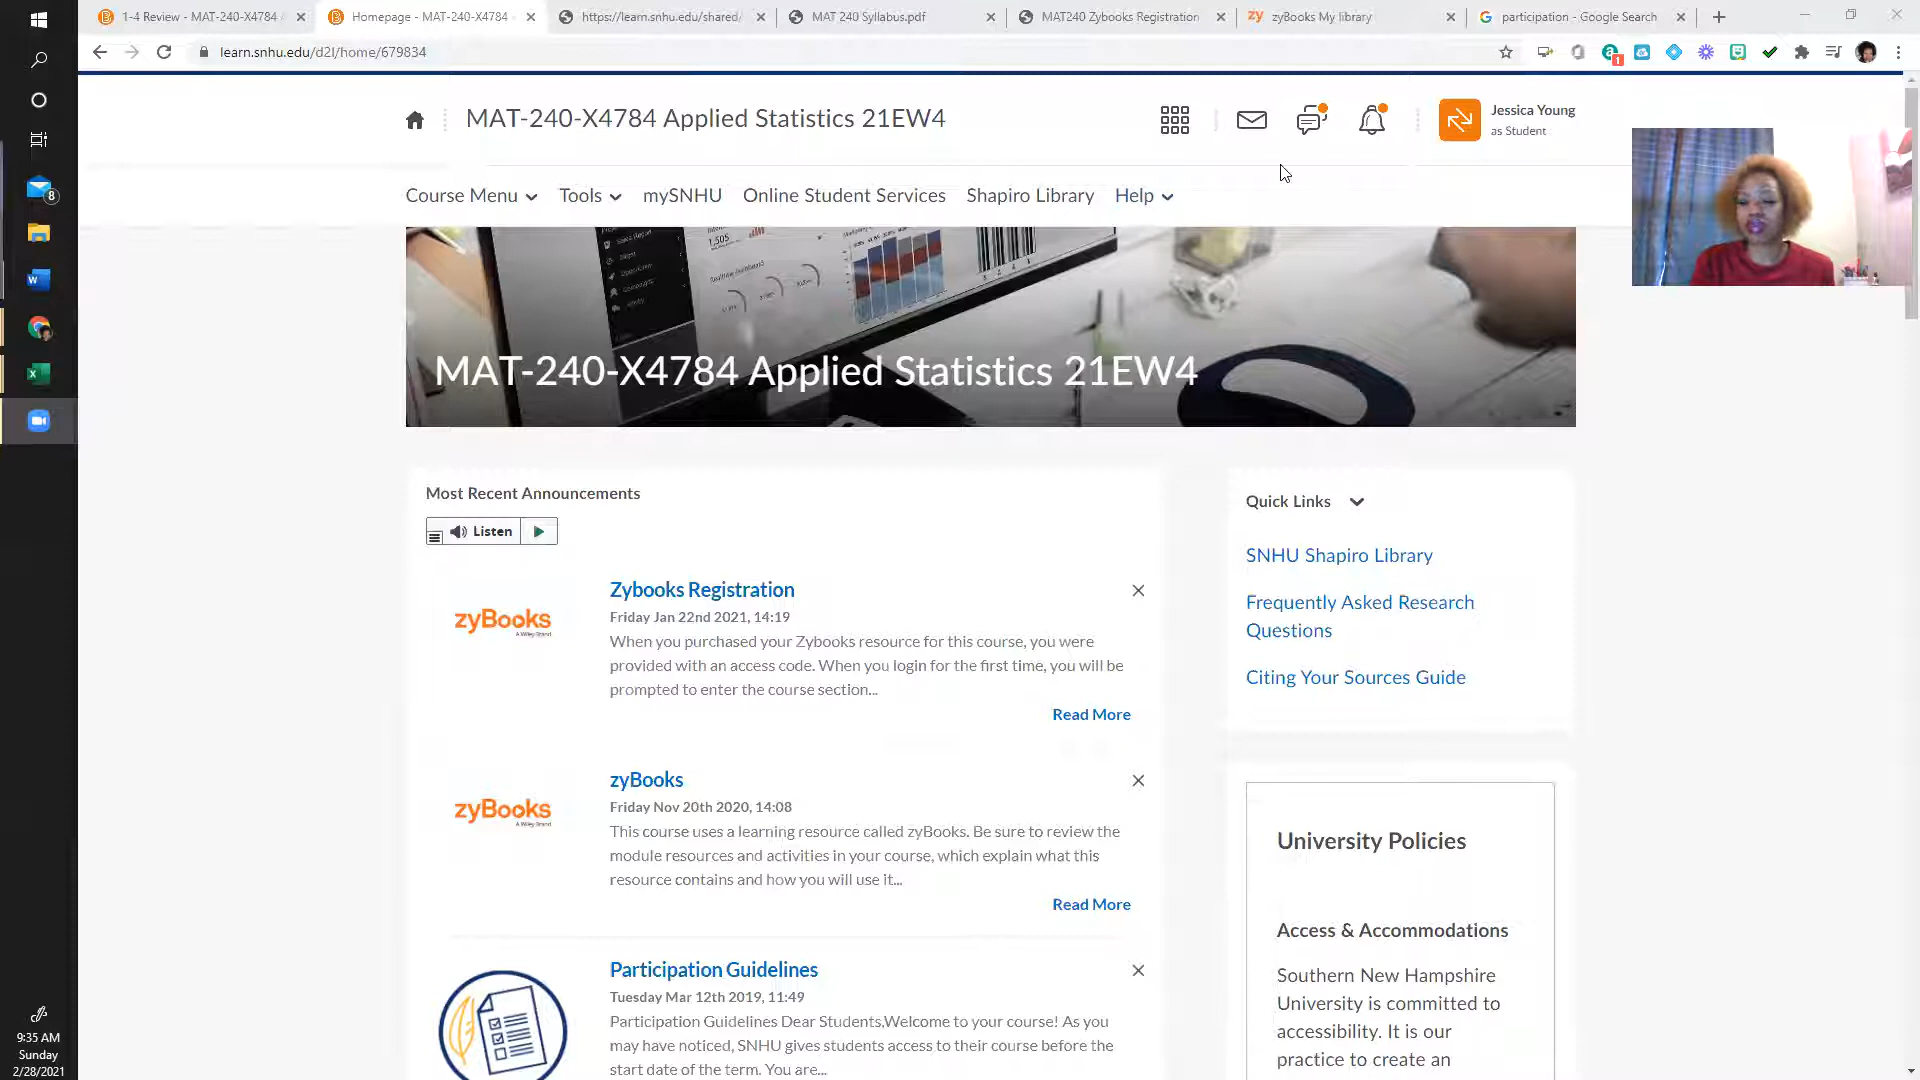 1-4 Review - MAT-240-X4784
Homepage - MAT-240-X4784
https://learn.snhu.edu/shared/
MAT 240 Syllabus.pdf
MAT240 Zybooks Registration
zy zyBooks My library
participation - Google Search
learn.snhu.edu/d2l/home/679834
1
MAT-240-X4784 Applied Statistics 21EW4
Jessica Young
as Student
Course Menu
Tools
mySNHU
Online Student Services
Shapiro Library
Help
1,505
MAT-240-X4784 Applied Statistics 21EW4
Most Recent Announcements
Listen
zyBooks
A Wiley Brand
Zybooks Registration
Friday Jan 22nd 2021, 14:19
When you purchased your Zybooks resource for this course, you were
provided with an access code. When you login for the first time, you will be
prompted to enter the course section...
Read More
zyBooks
A Wiley Brand
zyBooks
Friday Nov 20th 2020, 14:08
This course uses a learning resource called zyBooks. Be sure to review the
module resources and activities in your course, which explain what this
resource contains and how you will use it...
Read More
Participation Guidelines
Tuesday Mar 12th 2019, 11:49
Participation Guidelines Dear Students,Welcome to your course! As you
may have noticed, SNHU gives students access to their course before the
start date of the term. You are...
Quick Links
SNHU Shapiro Library
Frequently Asked Research
Questions
Citing Your Sources Guide
University Policies
Access & Accommodations
Southern New Hampshire
University is committed to
accessibility. It is our
practice to create an
8
W
X
9:35 AM
Sunday
2/28/2021